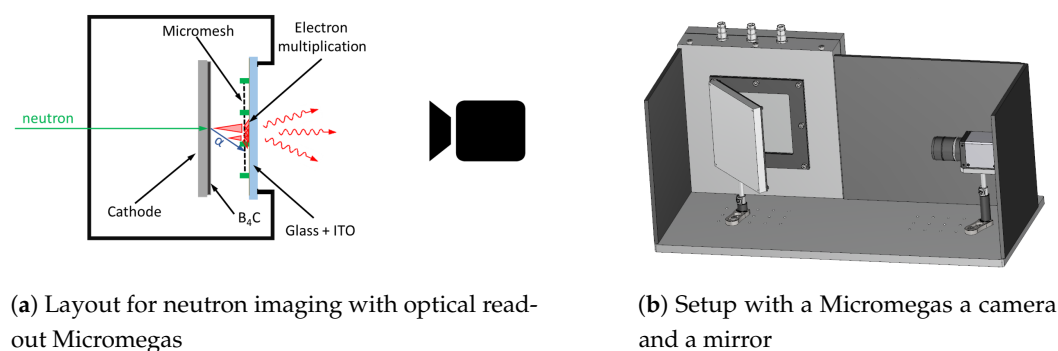 Micromesh
Electron
multiplication
neutron
α
Cathode
B₄C
Glass + ITO
(a) Layout for neutron imaging with optical read-
out Micromegas
(b) Setup with a Micromegas a camera
and a mirror